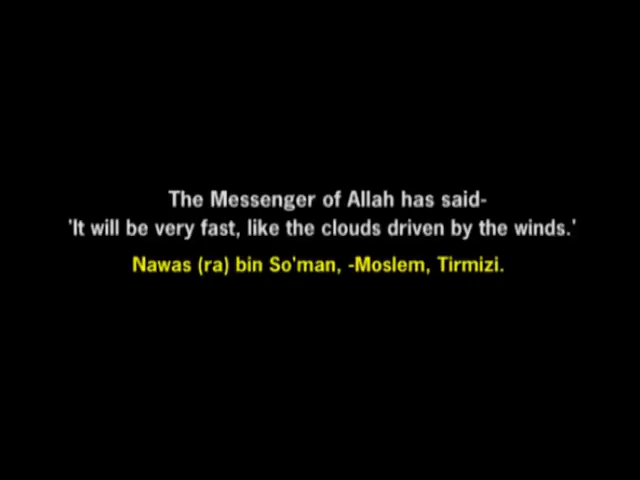 The Messenger of Allah has said-
'It will be very fast, like the clouds driven by the winds.'
Nawas (ra) bin So'man, -Moslem, Tirmizi.